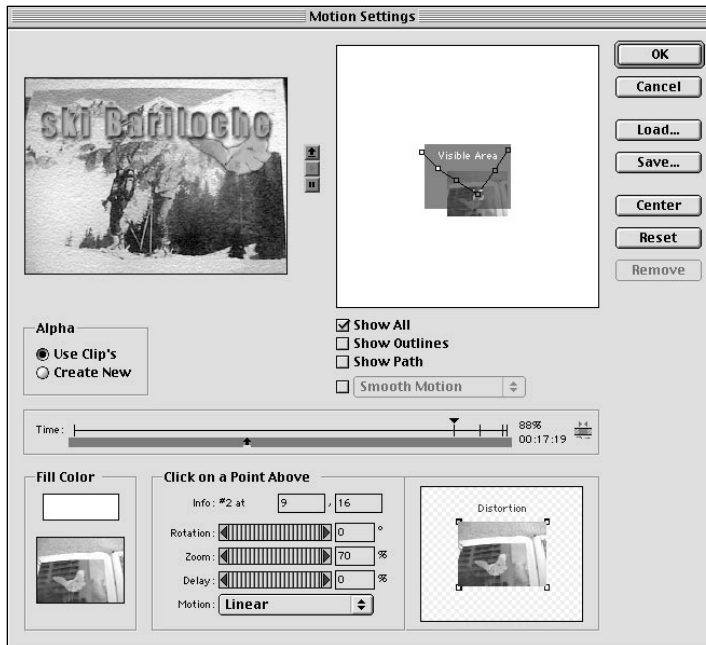 Motion Settings
ski Bariloche
Visible Area
OK
Cancel
Load...
Save...
Center
Reset
Remove
Alpha
Use Clip's
Create New
Show All
Show Outlines
Show Path
Smooth Motion
Time:
88%
00:17:19
Fill Color
Click on a Point Above
Info: #2 at 9 , 16
Rotation: 0 °
Zoom: 70 %
Delay: 0 %
Motion: Linear
Distortion